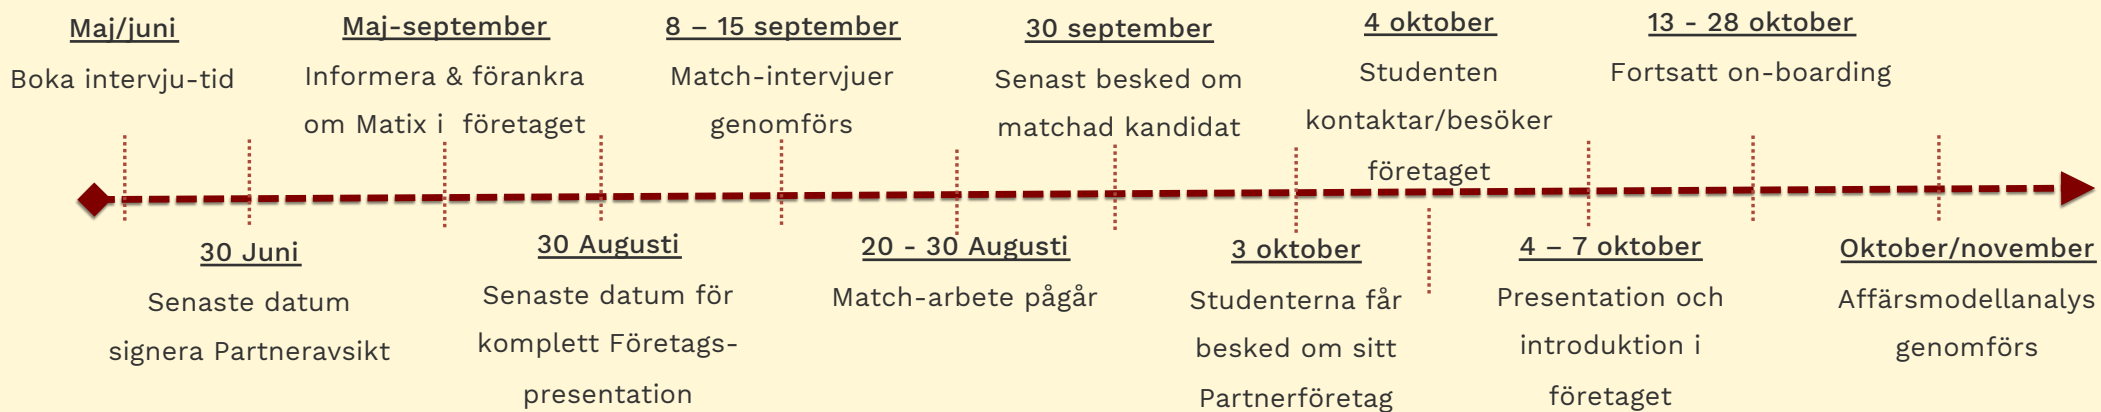 Maj/juni
Boka intervju-tid
30 Juni
Senaste datum
signera Partneravsikt
Maj-september
Informera & förankra
om Matix i  företaget
30 Augusti
Senaste datum för
komplett Företags-
presentation
8 – 15 september
Match-intervjuer
genomförs
20 - 30 Augusti
Match-arbete pågår
30 september
Senast besked om
matchad kandidat
3 oktober
Studenterna får
besked om sitt
Partnerföretag
4 oktober
Studenten
kontaktar/besöker
företaget
4 – 7 oktober
Presentation och
introduktion i
företaget
13 - 28 oktober
Fortsatt on-boarding
Oktober/november
Affärsmodellanalys
genomförs